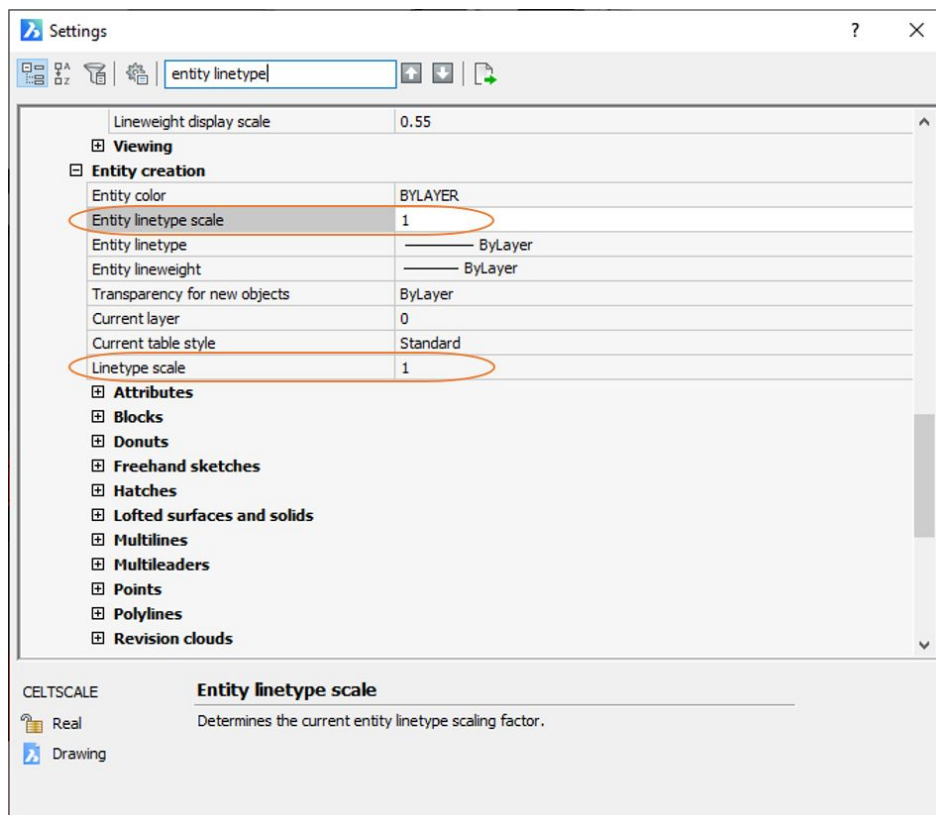 Settings
entity linetype
Lineweight display scale 0.55
Viewing
Entity creation
Entity color BYLAYER
Entity linetype scale 1
Entity linetype ByLayer
Entity lineweight ByLayer
Transparency for new objects ByLayer
Current layer 0
Current table style Standard
Linetype scale 1
Attributes
Blocks
Donuts
Freehand sketches
Hatches
Lofted surfaces and solids
Multilines
Multileaders
Points
Polylines
Revision clouds
CELTSCALE Entity linetype scale
Real Determines the current entity linetype scaling factor.
Drawing